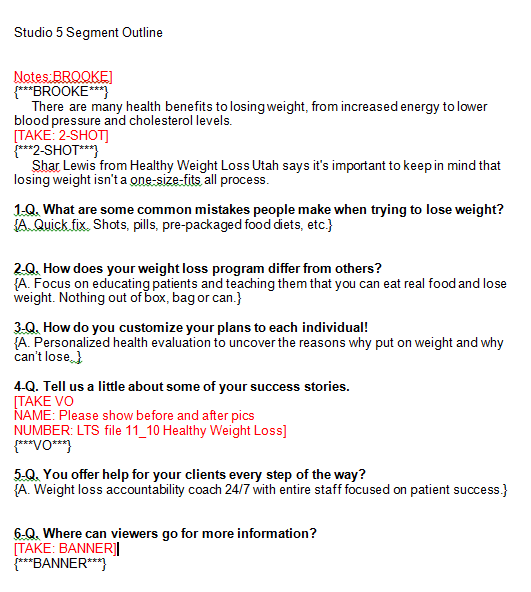 Studio 5 Segment Outline
Notes:BROOKE]
{***BROOKE***}
There are many health benefits to losing weight, from increased energy to lower
blood pressure and cholesterol levels.
[TAKE: 2-SHOT]
{***2-SHOT***}
Shar Lewis from Healthy Weight Loss Utah says it's important to keep in mind that
losing weight isn't a one-size-fits all process.
1-Q. What are some common mistakes people make when trying to lose weight?
{A. Quick fix. Shots, pills, pre-packaged food diets, etc.}
2-Q. How does your weight loss program differ from others?
{A. Focus on educating patients and teaching them that you can eat real food and lose
weight. Nothing out of box, bag or can.}
3-Q. How do you customize your plans to each individual!
{A. Personalized health evaluation to uncover the reasons why put on weight and why
can't lose. }
4-Q. Tell us a little about some of your success stories.
[TAKE VO
NAME: Please show before and after pics
NUMBER: LTS file 11_10 Healthy Weight Loss]
{***VO***}
5-Q. You offer help for your clients every step of the way?
{A. Weight loss accountability coach 24/7 with entire staff focused on patient success.}
6-Q. Where can viewers go for more information?
[TAKE: BANNER]
{***BANNER***}